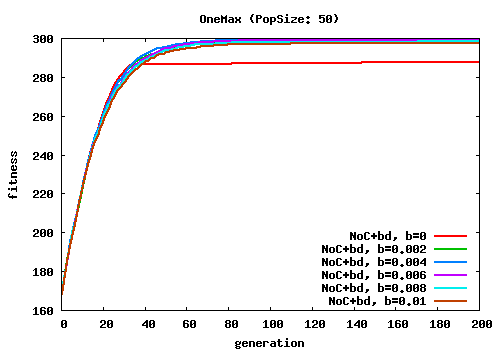 OneMax (PopSize: 50)
300
280
260
240
220
200
180
160
fitness
0 20 40 60 80 100 120 140 160 180 200
generation
NoC+bd, b=0
NoC+bd, b=0.002
NoC+bd, b=0.004
NoC+bd, b=0.006
NoC+bd, b=0.008
NoC+bd, b=0.01